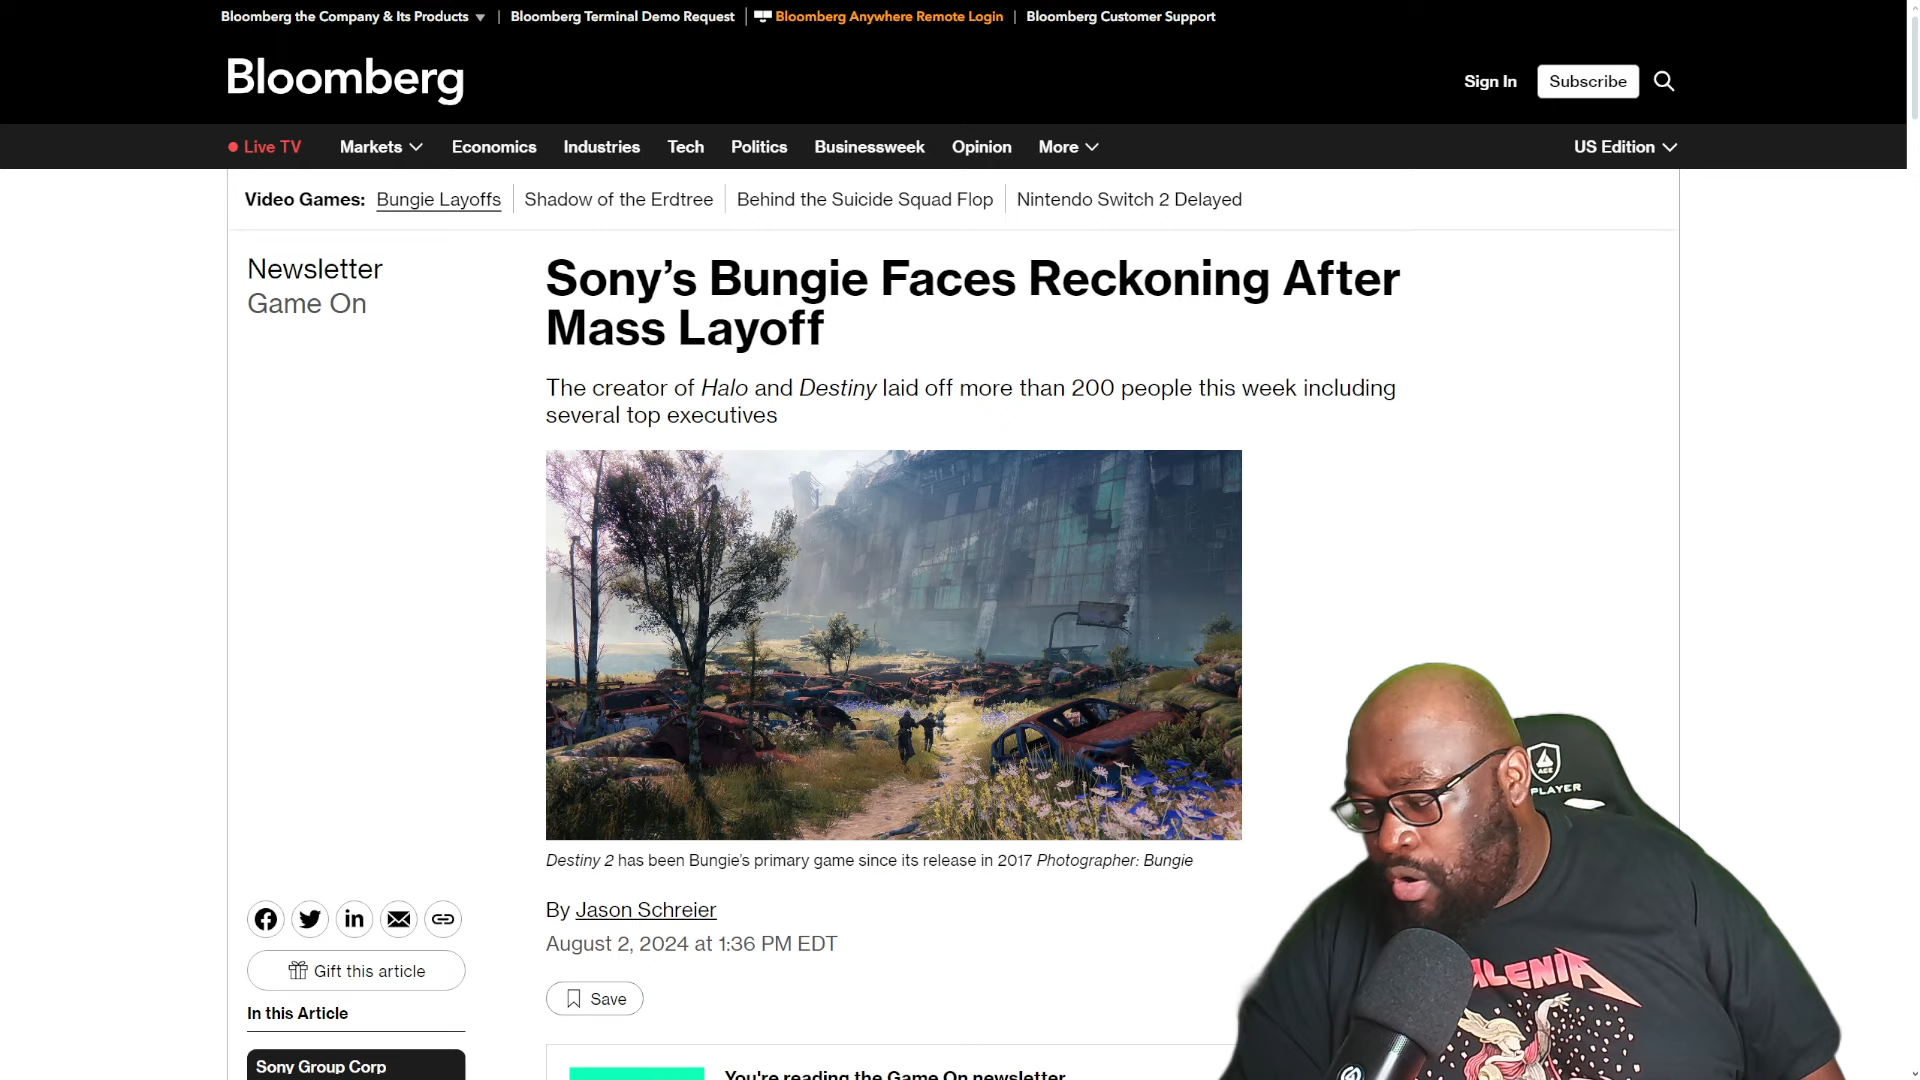 Bloomberg the Company & Its Products
Bloomberg Terminal Demo Request
Bloomberg Anywhere Remote Login
Bloomberg Customer Support
Bloomberg
Sign In
Subscribe
Live TV
Markets
Economics
Industries
Tech
Politics
Businessweek
Opinion
More
US Edition
Video Games:
Bungie Layoffs
Shadow of the Erdtree
Behind the Suicide Squad Flop
Nintendo Switch 2 Delayed
Newsletter
Game On
Sony's Bungie Faces Reckoning After
Mass Layoff
The creator of Halo and Destiny laid off more than 200 people this week including
several top executives
Destiny 2 has been Bungie's primary game since its release in 2017 Photographer: Bungie
By Jason Schreier
August 2, 2024 at 1:36 PM EDT
Save
Gift this article
In this Article
Sony Group Corp
You're reading the Game On newsletter
ACE
PLAYER
ALENIA